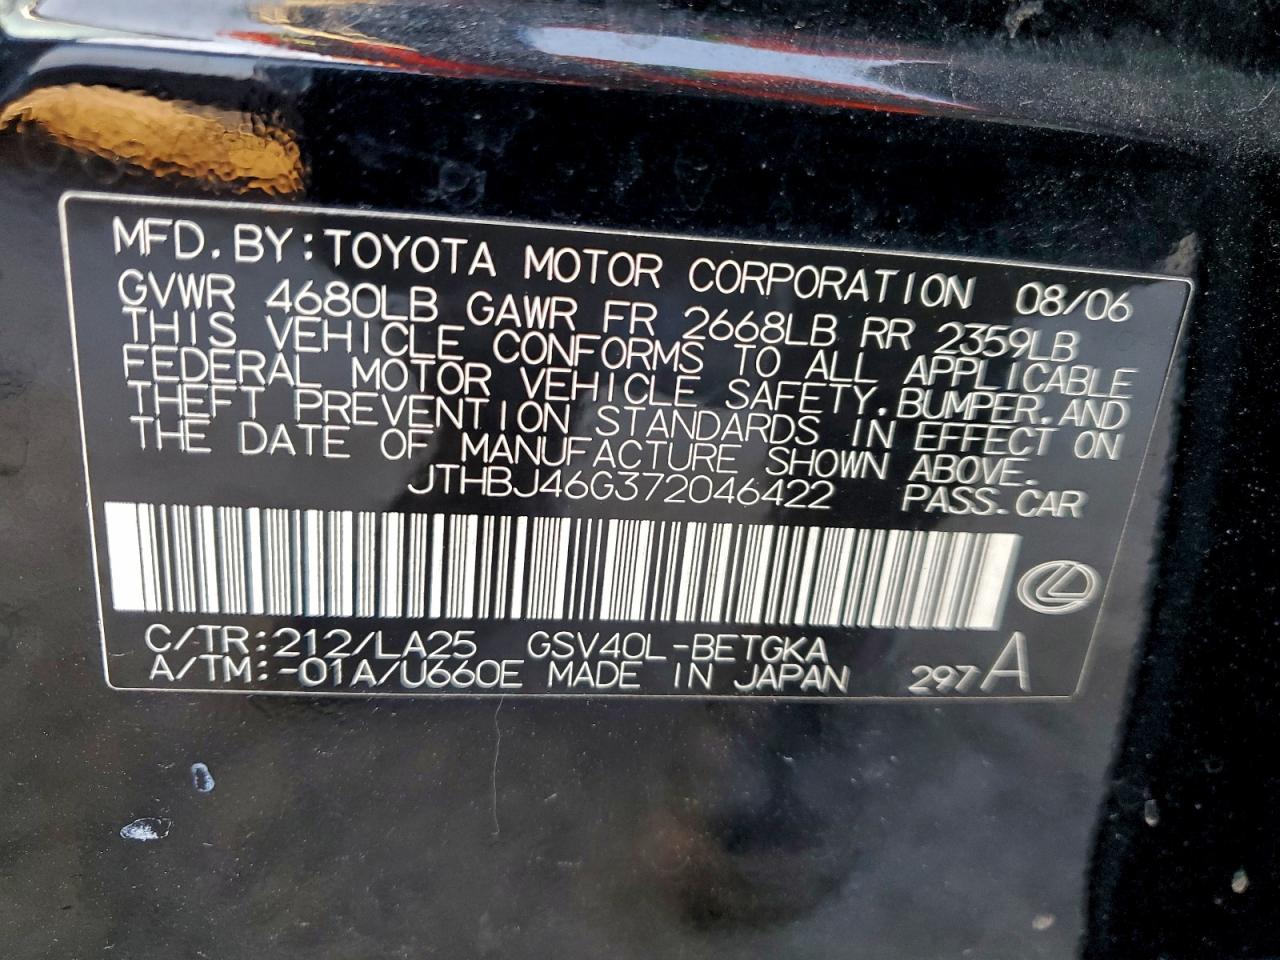 MFD.BY:TOYOTA MOTOR CORPORATION 08/06
GVWR 4680LB GAWR FR 2668LB RR 2359LB
THIS VEHICLE CONFORMS TO ALL APPLICABLE
FEDERAL MOTOR VEHICLE SAFETY.BUMPER.AND
THEFT PREVENTION STANDARDS IN EFFECT ON
THE DATE OF MANUFACTURE SHOWN ABOVE.
JTHBJ46G372046422 PASS.CAR
C/TR:212/LA25 GSV40L-BETGKA
A/TM:-01A/U660E MADE IN JAPAN 297A